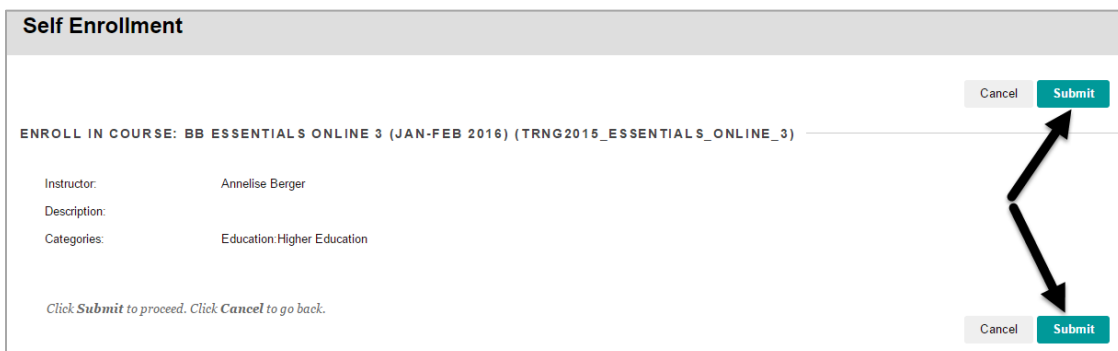 Self Enrollment
Cancel Submit
ENROLL IN COURSE: BB ESSENTIALS ONLINE 3 (JAN-FEB 2016) (TRNG2015_ESSENTIALS_ONLINE_3)
Instructor: Annelise Berger
Description:
Categories: Education:Higher Education
Click Submit to proceed. Click Cancel to go back.
Cancel Submit